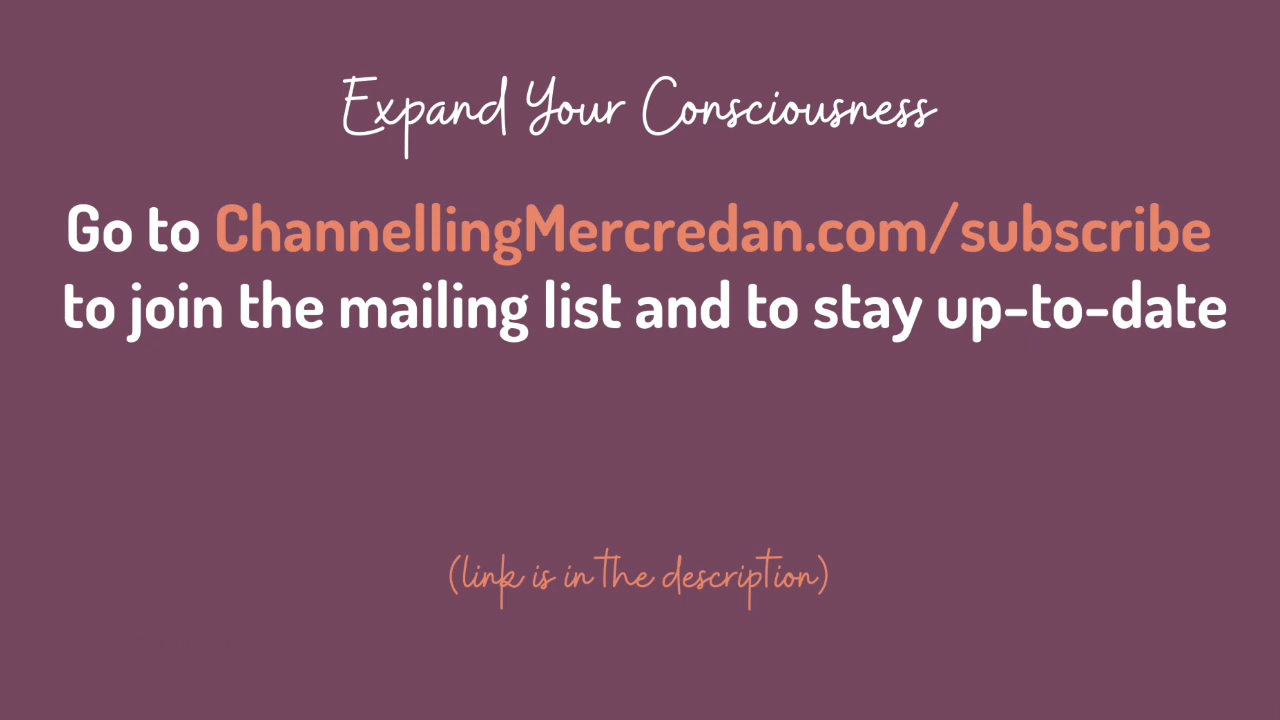 Expand Your Consciousness
Go to ChannellingMercredan.com/subscribe
to join the mailing list and to stay up-to-date
(link is in the description)